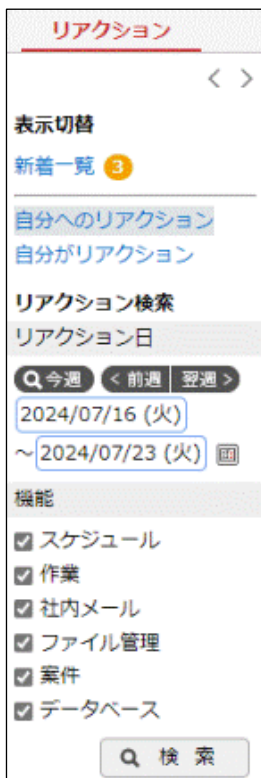 リアクション
< >
表示切替
新着一覧 3
自分へのリアクション
自分がリアクション
リアクション検索
リアクション日
今週 < 前週 翌週 >
2024/07/16 (火)
～2024/07/23 (火)
機能
スケジュール
作業
社内メール
ファイル管理
案件
データベース
検 索